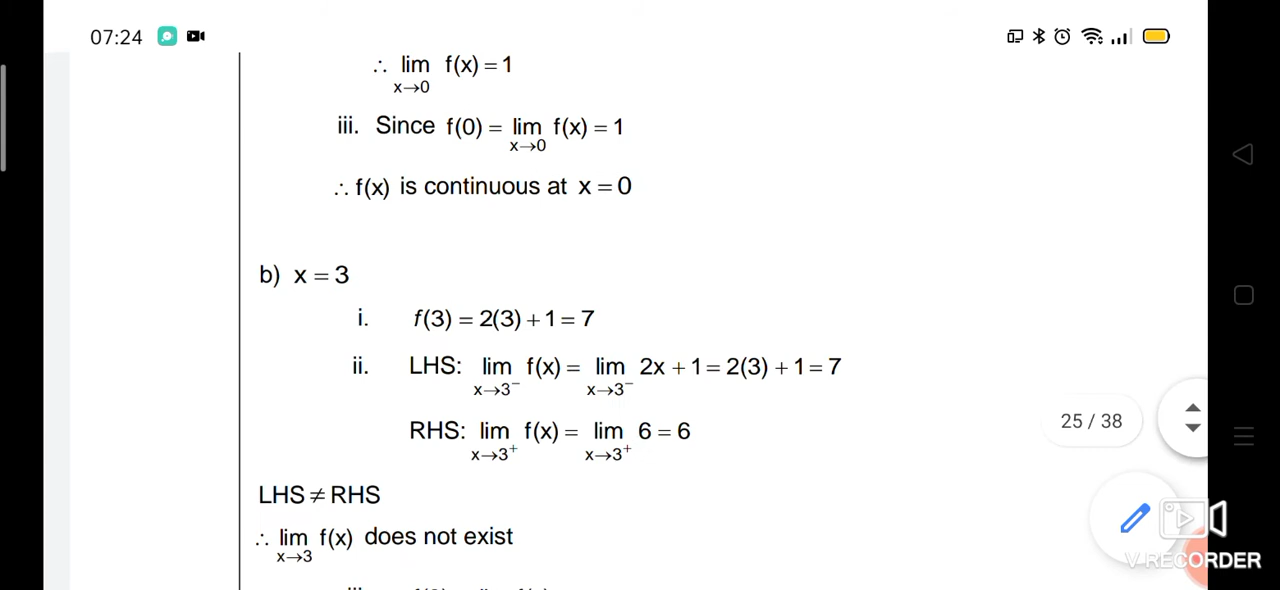 07:24
∴ lim f(x) = 1
x→0
iii. Since f(0) = lim f(x) = 1
x→0
∴ f(x) is continuous at x = 0
b) x = 3
i. f(3) = 2(3) + 1 = 7
ii. LHS: lim f(x) = lim 2x + 1 = 2(3) + 1 = 7
x→3⁻ x→3⁻
RHS: lim f(x) = lim 6 = 6
x→3⁺ x→3⁺
25 / 38
LHS ≠ RHS
∴ lim f(x) does not exist
x→3
V RECORDER